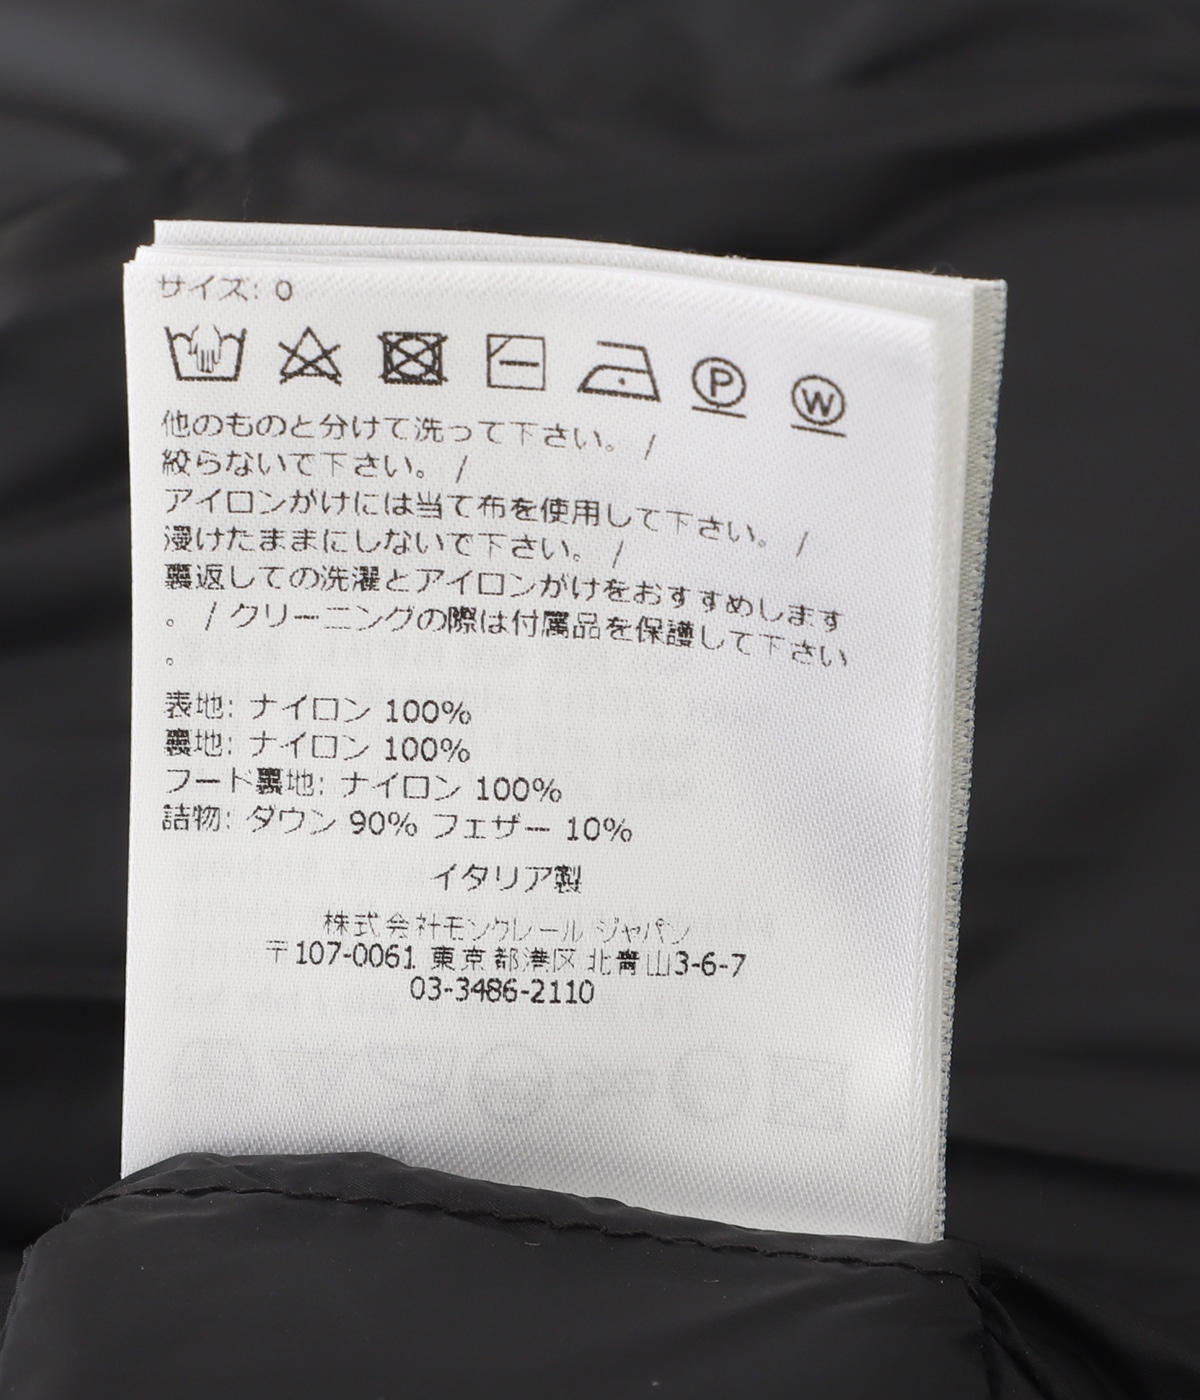 サイズ: 0
P
W
他のものと分けて洗って下さい。 /
絞らないで下さい。 /
アイロンがけには当て布を使用して下さい。 /
浸けたままにしないで下さい。 /
裏返しての洗濯とアイロンがけをおすすめします
。 / クリーニングの際は付属品を保護して下さい
。
表地: ナイロン 100%
裏地: ナイロン 100%
フード裏地: ナイロン 100%
詰物: ダウン 90% フェザー 10%
イタリア製
株式会社モンクレール ジャパン
〒107-0061 東京都港区北青山3-6-7
03-3486-2110